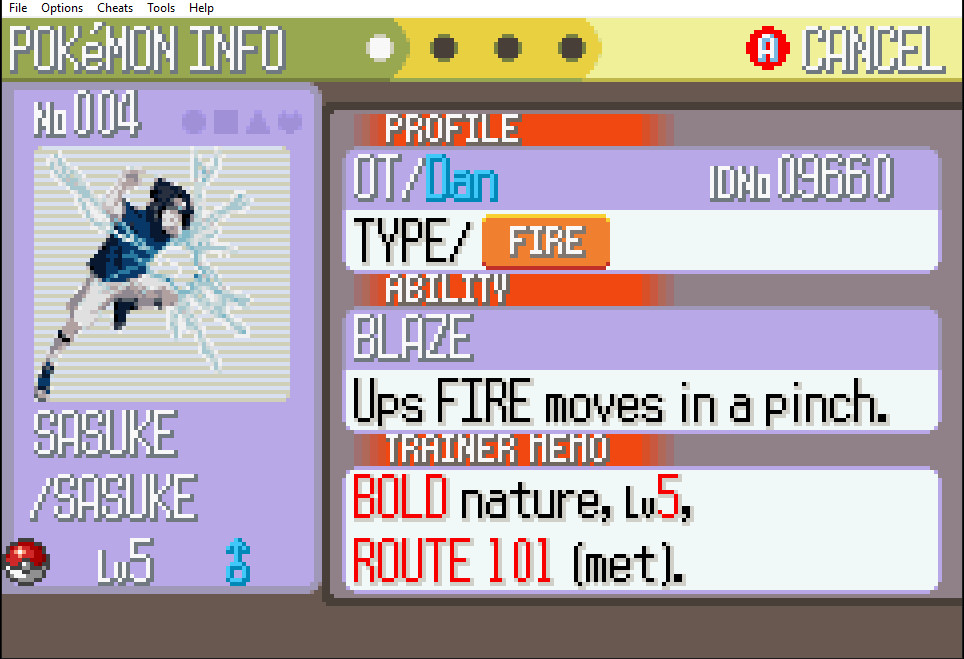 File Options Cheats Tools Help
POKéMON INFO A CANCEL
No004
PROFILE
OT/Dan IDNo09660
TYPE/ FIRE
ABILITY
BLAZE
Ups FIRE moves in a pinch.
TRAINER MEMO
BOLD nature, Lv5,
ROUTE 101 (met).
SASUKE
/SASUKE
Lv5 ♂